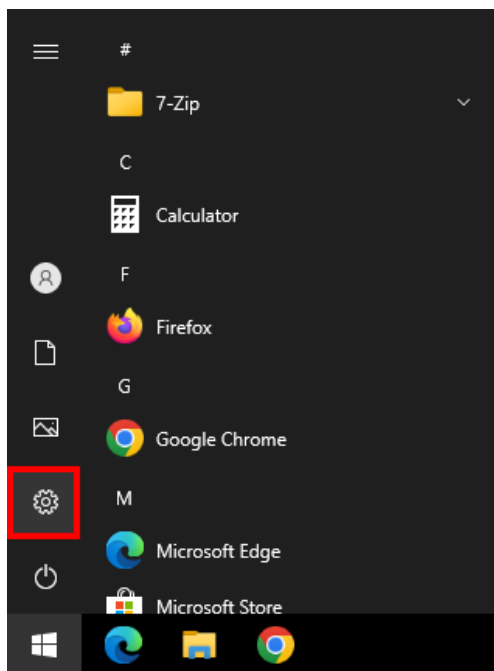 #
7-Zip
C
Calculator
F
Firefox
G
Google Chrome
M
Microsoft Edge
Microsoft Store